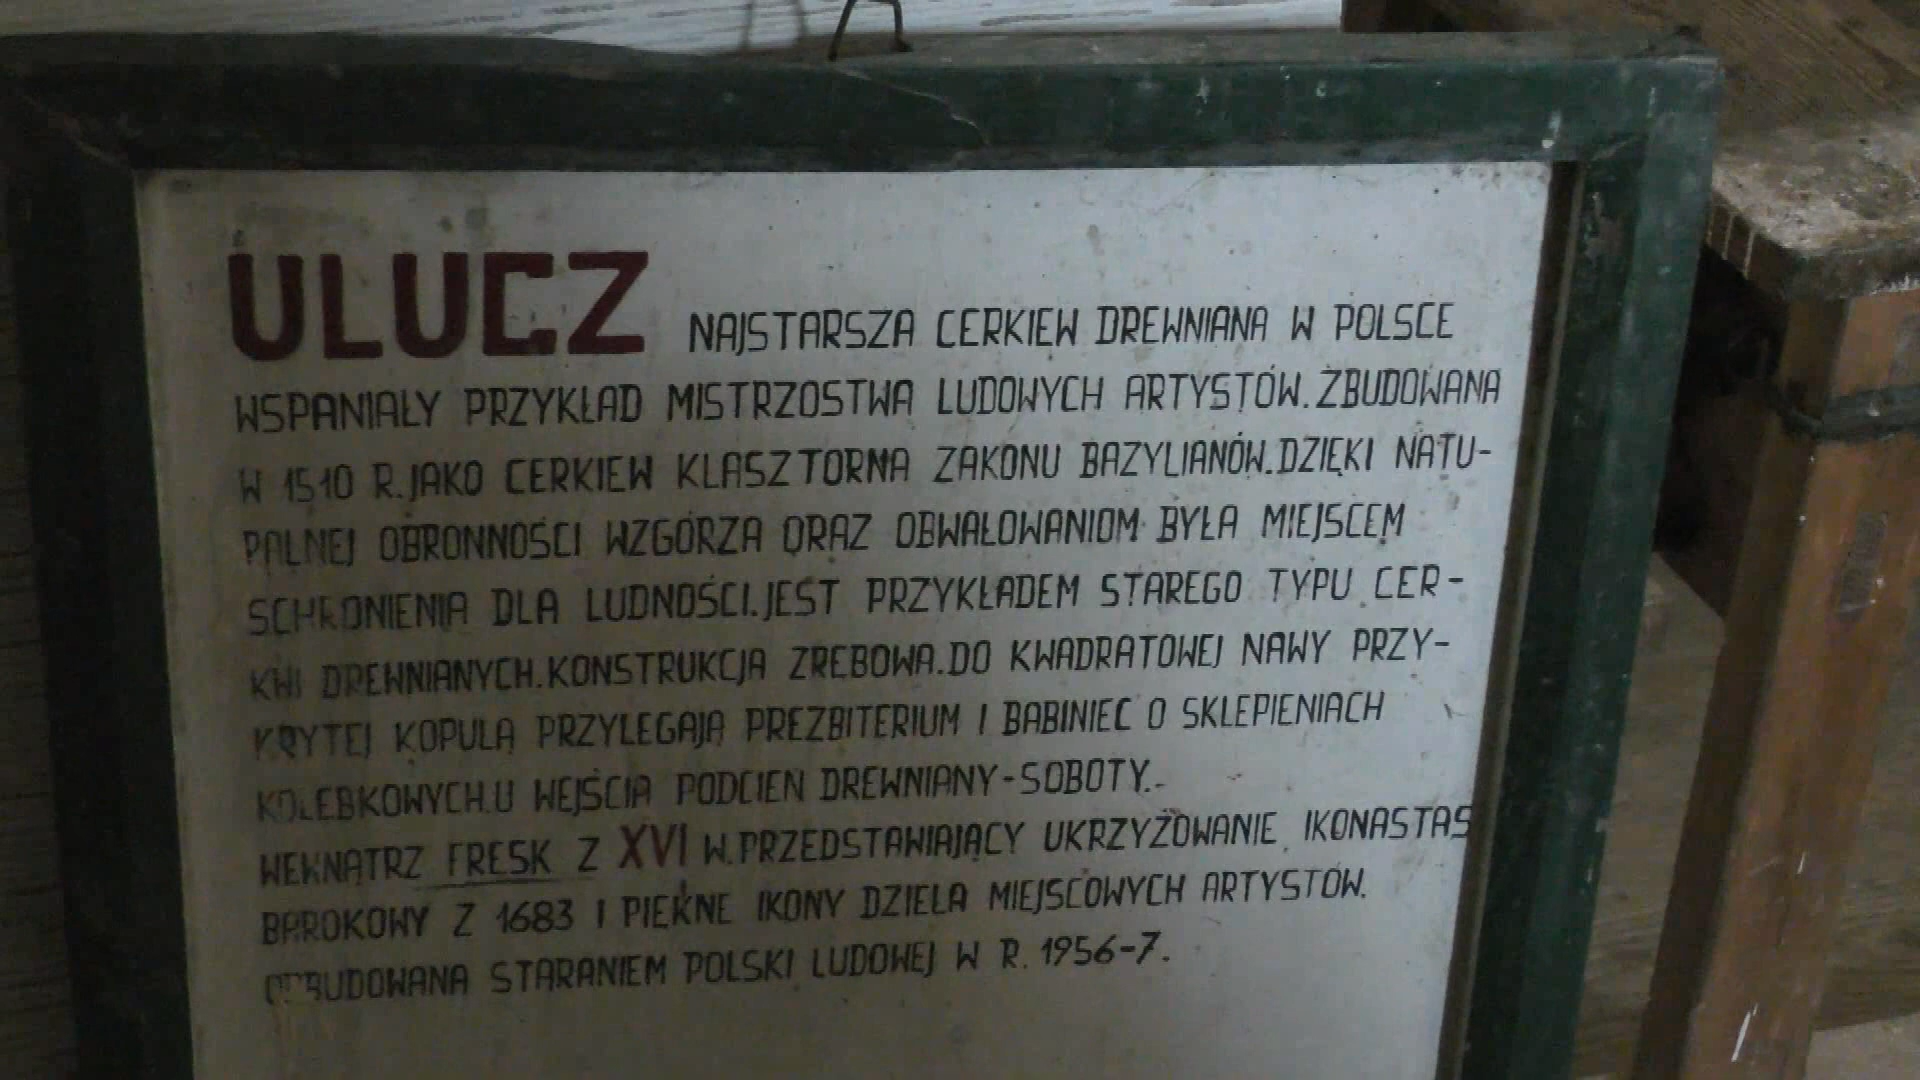 ULUCZ NAJSTARSZA CERKIEW DREWNIANA W POLSCE
WSPANIAŁY PRZYKŁAD MISTRZOSTWA LUDOWYCH ARTYSTÓW. ZBUDOWANA
W 1510 R. JAKO CERKIEW KLASZTORNA ZAKONU BAZYLIANÓW. DZIĘKI NATU-
RALNEJ OBRONNOŚCI WZGÓRZA ORAZ OBWAŁOWANIOM BYŁA MIEJSCEM
SCHRONIENIA DLA LUDNOŚCI. JEST PRZYKŁADEM STAREGO TYPU CER-
KWI DREWNIANYCH. KONSTRUKCJA ZRĘBOWA. DO KWADRATOWEJ NAWY PRZY-
KRYTEJ KOPUŁĄ PRZYLEGAJĄ PREZBITERIUM I BABINIEC O SKLEPIENIACH
KOLEBKOWYCH. U WEJŚCIA PODCIEŃ DREWNIANY - SOBOTY.-
WEWNĄTRZ FRESK Z XVI W. PRZEDSTAWIAJĄCY UKRZYŻOWANIE, IKONASTAS
BAROKOWY Z 1683 I PIĘKNE IKONY DZIEŁA MIEJSCOWYCH ARTYSTÓW.
ODBUDOWANA STARANIEM POLSKI LUDOWEJ W R. 1956-7.